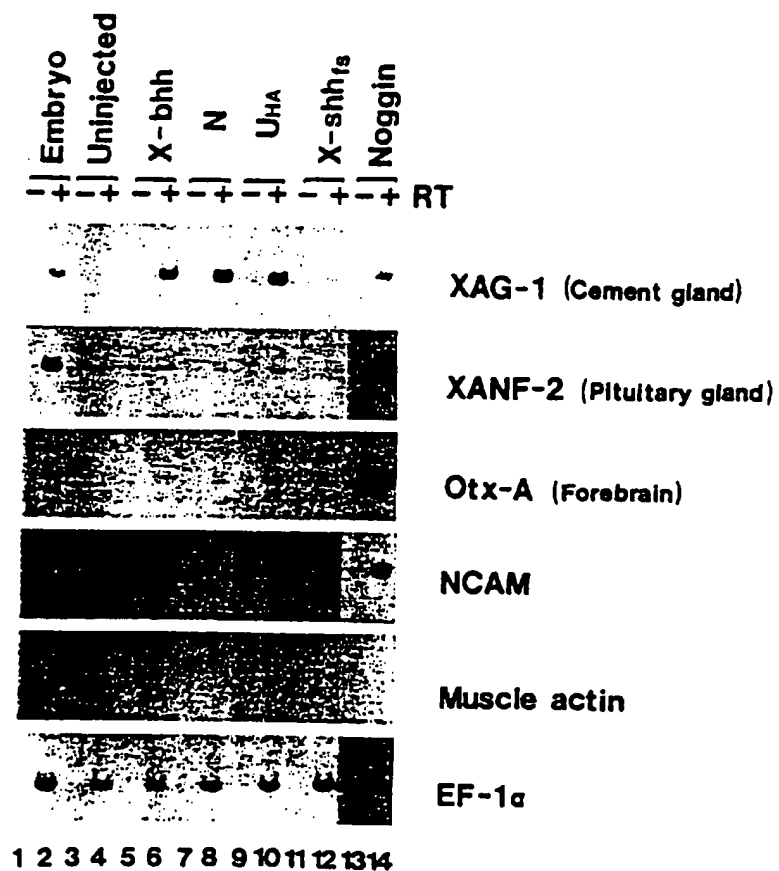 Embryo
Uninjected
X-bhh
N
UHA
X-shhfs
Noggin
- + - + - + - + - + - + - + RT
XAG-1 (Cement gland)
XANF-2 (Pituitary gland)
Otx-A (Forebrain)
NCAM
Muscle actin
EF-1α
1 2 3 4 5 6 7 8 9 10 11 12 13 14